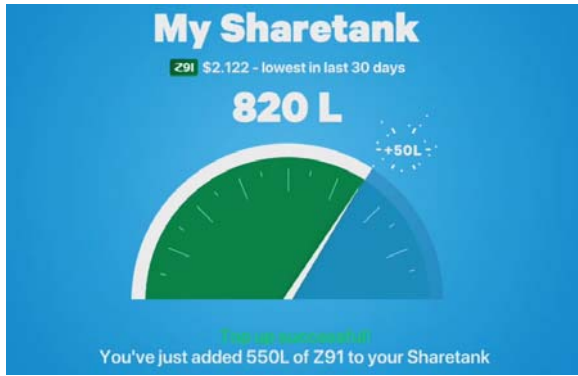 My Sharetank
Z91 $2.122 - lowest in last 30 days
820 L
+50L
Top up successful!
You've just added 550L of Z91 to your Sharetank